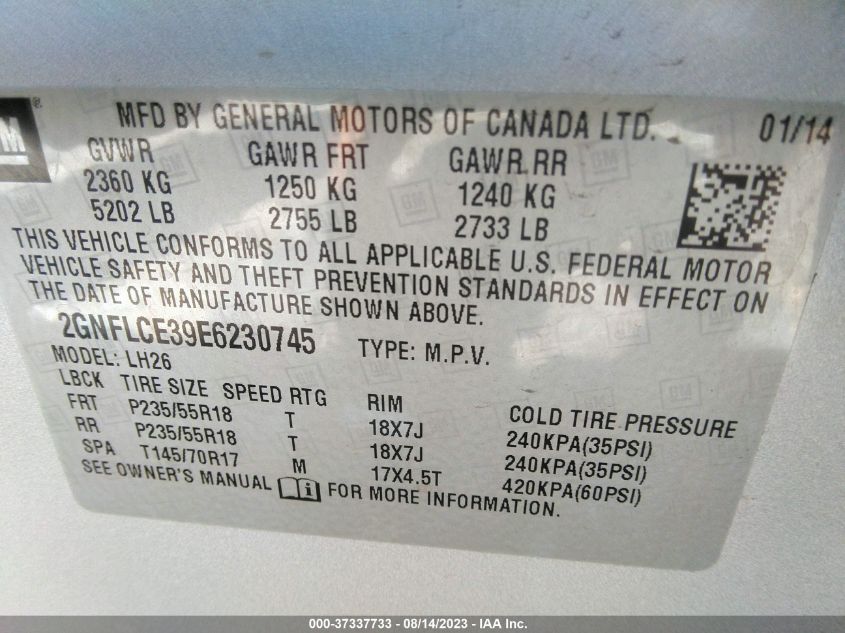 GM ®
MFD BY GENERAL MOTORS OF CANADA LTD. 01/14
GVWR GAWR FRT GAWR RR
2360 KG 1250 KG 1240 KG
5202 LB 2755 LB 2733 LB
THIS VEHICLE CONFORMS TO ALL APPLICABLE U.S. FEDERAL MOTOR
VEHICLE SAFETY AND THEFT PREVENTION STANDARDS IN EFFECT ON
THE DATE OF MANUFACTURE SHOWN ABOVE.
2GNFLCE39E6230745 TYPE: M.P.V.
MODEL: LH26
LBCK TIRE SIZE SPEED RTG RIM COLD TIRE PRESSURE
FRT P235/55R18 T 18X7J 240KPA(35PSI)
RR P235/55R18 T 18X7J 240KPA(35PSI)
SPA T145/70R17 M 17X4.5T 420KPA(60PSI)
SEE OWNER'S MANUAL i FOR MORE INFORMATION.
000-37337733 - 08/14/2023 - IAA Inc.